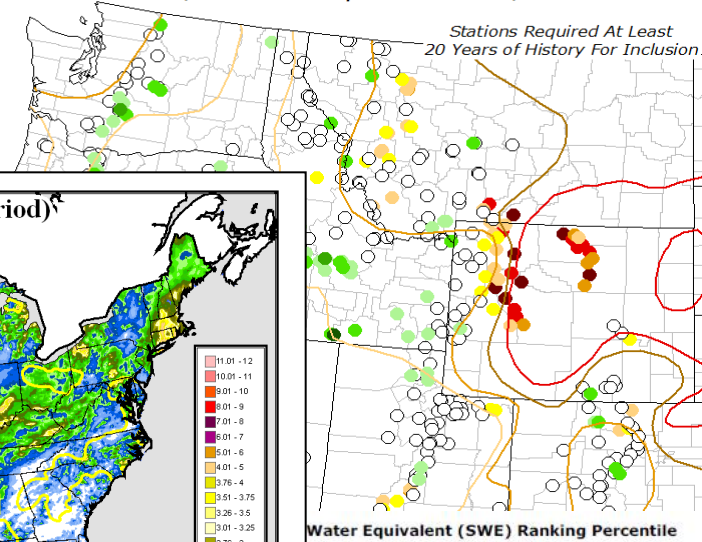 Stations Required At Least
20 Years of History For Inclusion.
riod)
11.01 - 12
10.01 - 11
9.01 - 10
8.01 - 9
7.01 - 8
6.01 - 7
5.01 - 6
4.01 - 5
3.76 - 4
3.51 - 3.75
3.26 - 3.5
3.01 - 3.25
Water Equivalent (SWE) Ranking Percentile